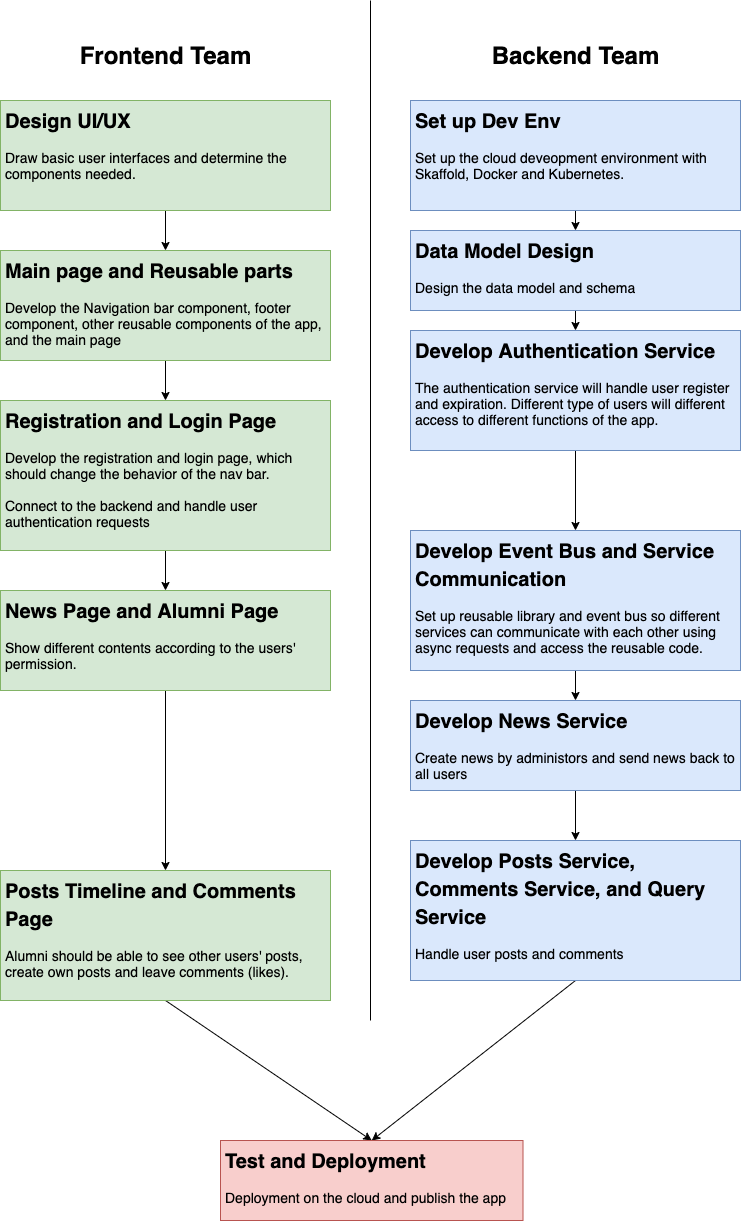 Frontend Team
Design UI/UX
Draw basic user interfaces and determine the
components needed.
Main page and Reusable parts
Develop the Navigation bar component, footer
component, other reusable components of the app,
and the main page
Registration and Login Page
Develop the registration and login page, which
should change the behavior of the nav bar.
Connect to the backend and handle user
authentication requests
News Page and Alumni Page
Show different contents according to the users'
permission.
Posts Timeline and Comments
Page
Alumni should be able to see other users' posts,
create own posts and leave comments (likes).
Backend Team
Set up Dev Env
Set up the cloud deveopment environment with
Skaffold, Docker and Kubernetes.
Data Model Design
Design the data model and schema
Develop Authentication Service
The authentication service will handle user register
and expiration. Different type of users will different
access to different functions of the app.
Develop Event Bus and Service
Communication
Set up reusable library and event bus so different
services can communicate with each other using
async requests and access the reusable code.
Develop News Service
Create news by administors and send news back to
all users
Develop Posts Service,
Comments Service, and Query
Service
Handle user posts and comments
Test and Deployment
Deployment on the cloud and publish the app